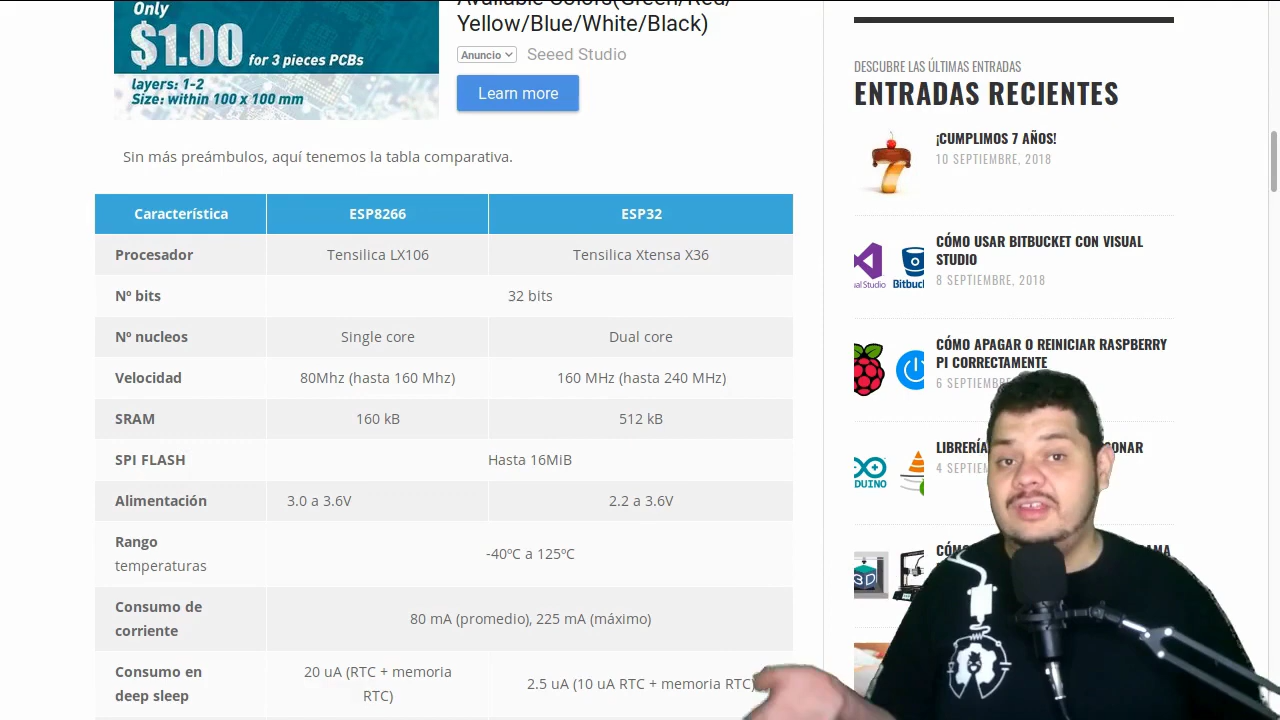 Only
$1.00 for 3 pieces PCBs
layers: 1-2
Size: within 100 x 100 mm
Yellow/Blue/White/Black)
Anuncio
Seeed Studio
Learn more
Sin más preámbulos, aquí tenemos la tabla comparativa.
Característica ESP8266 ESP32
Procesador Tensilica LX106 Tensilica Xtensa X36
Nº bits 32 bits
Nº nucleos Single core Dual core
Velocidad 80Mhz (hasta 160 Mhz) 160 MHz (hasta 240 MHz)
SRAM 160 kB 512 kB
SPI FLASH Hasta 16MiB
Alimentación 3.0 a 3.6V 2.2 a 3.6V
Rango
temperaturas
-40ºC a 125ºC
Consumo de
corriente
80 mA (promedio), 225 mA (máximo)
Consumo en
deep sleep
20 uA (RTC + memoria
RTC)
2.5 uA (10 uA RTC + memoria RTC)
DESCUBRE LAS ÚLTIMAS ENTRADAS
ENTRADAS RECIENTES
¡CUMPLIMOS 7 AÑOS!
10 SEPTIEMBRE, 2018
CÓMO USAR BITBUCKET CON VISUAL
STUDIO
8 SEPTIEMBRE, 2018
CÓMO APAGAR O REINICIAR RASPBERRY
PI CORRECTAMENTE
6 SEPTIEMBRE